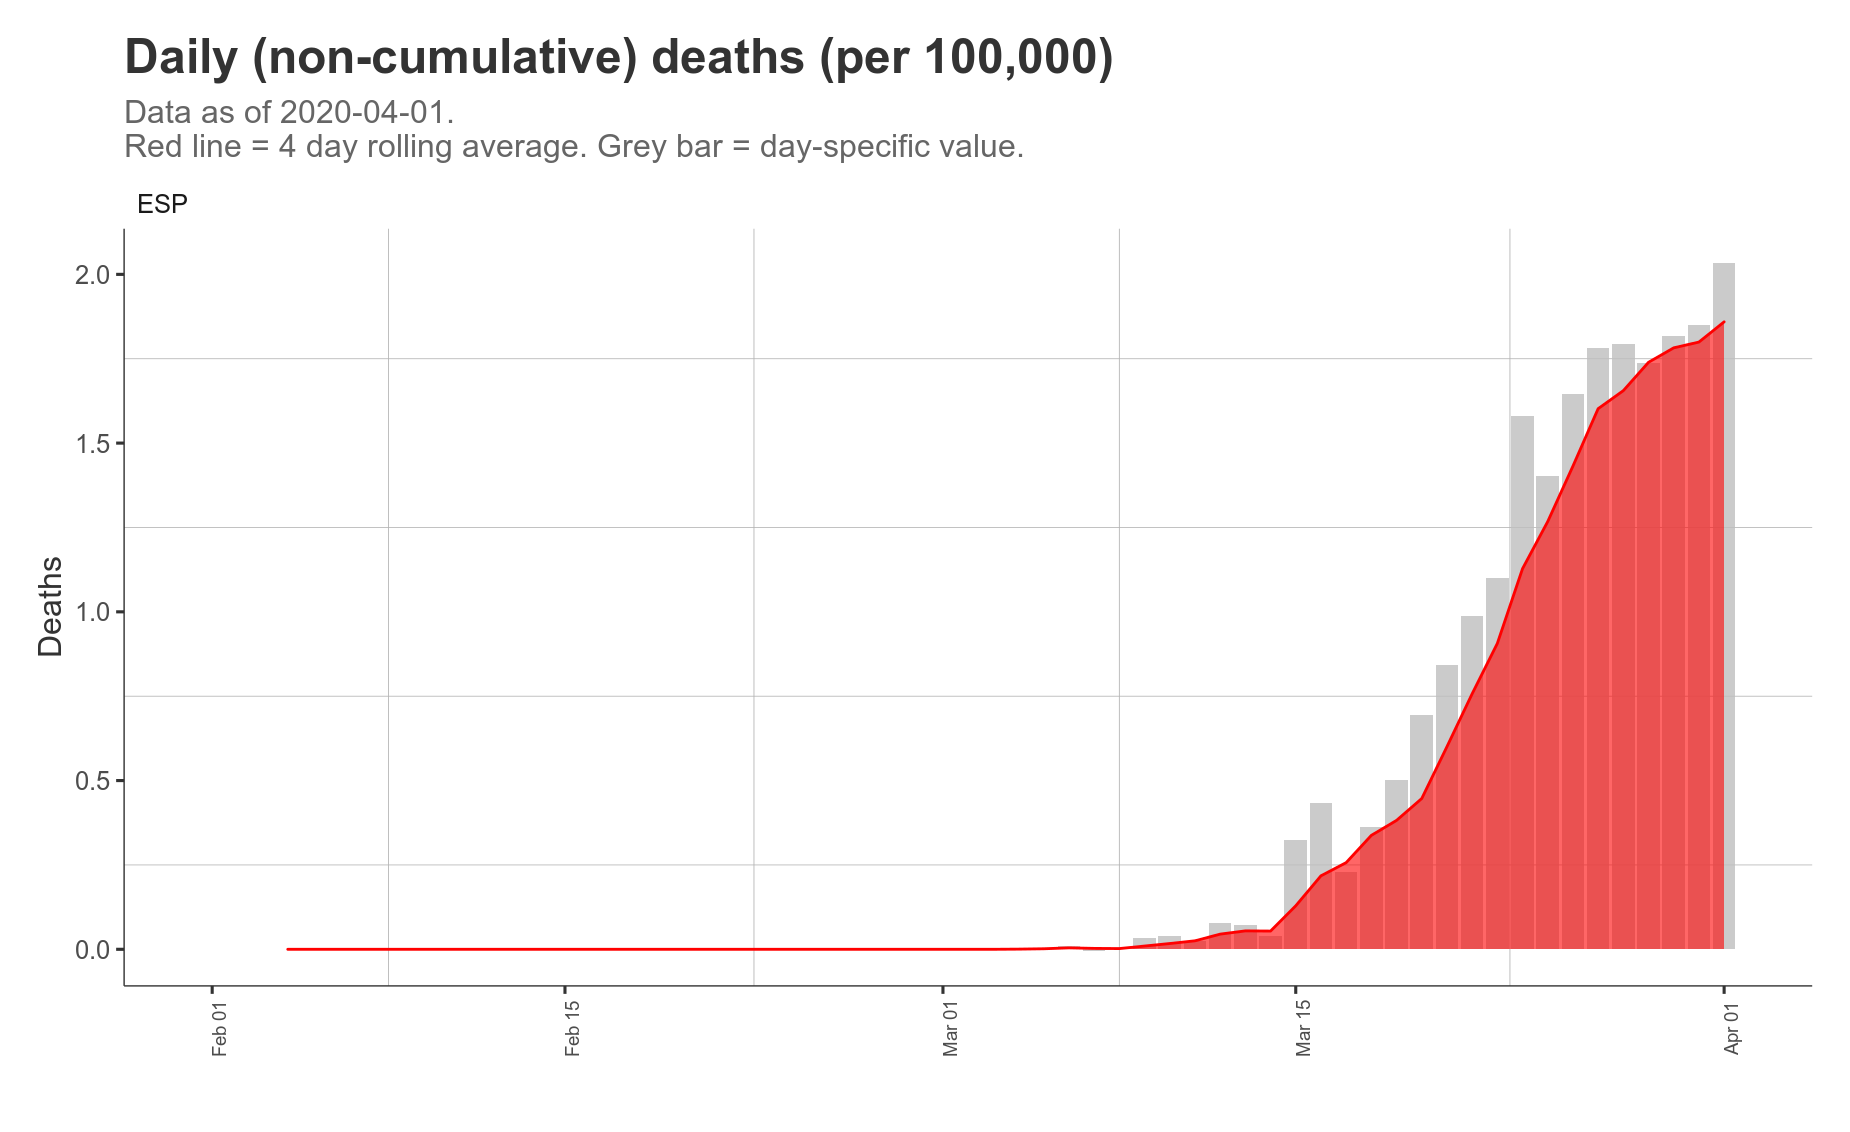 Daily (non-cumulative) deaths (per 100,000)
Data as of 2020-04-01.
Red line = 4 day rolling average. Grey bar = day-specific value.
ESP
2.0
1.5
1.0
0.5
0.0
Deaths
Feb 01
Feb 15
Mar 01
Mar 15
Apr 01